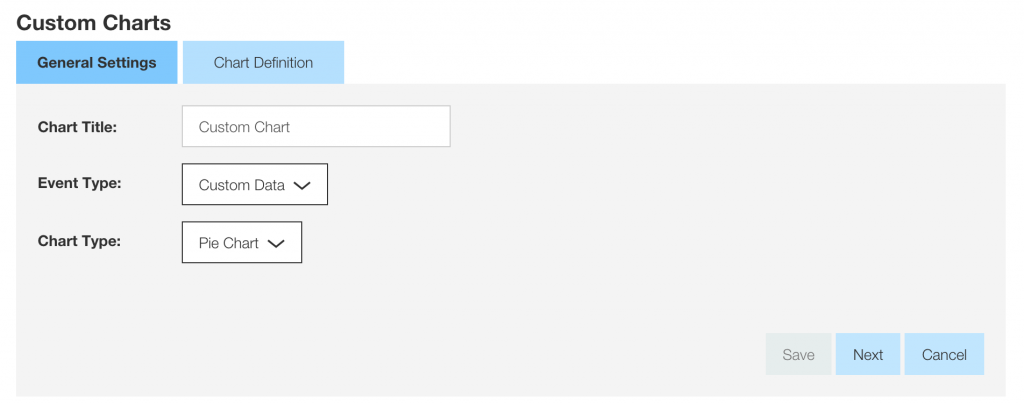 Custom Charts
General Settings Chart Definition
Chart Title: Custom Chart
Event Type: Custom Data
Chart Type: Pie Chart
Save Next Cancel